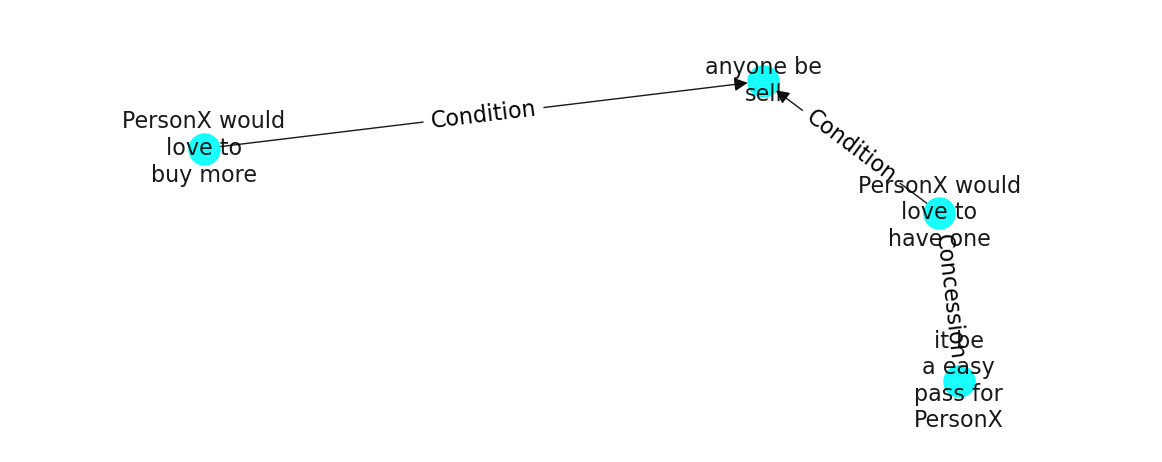 anyone be
sell
Condition
PersonX would
love to
buy more
Condition
PersonX would
love to
have one
Concession
it be
a easy
pass for
PersonX